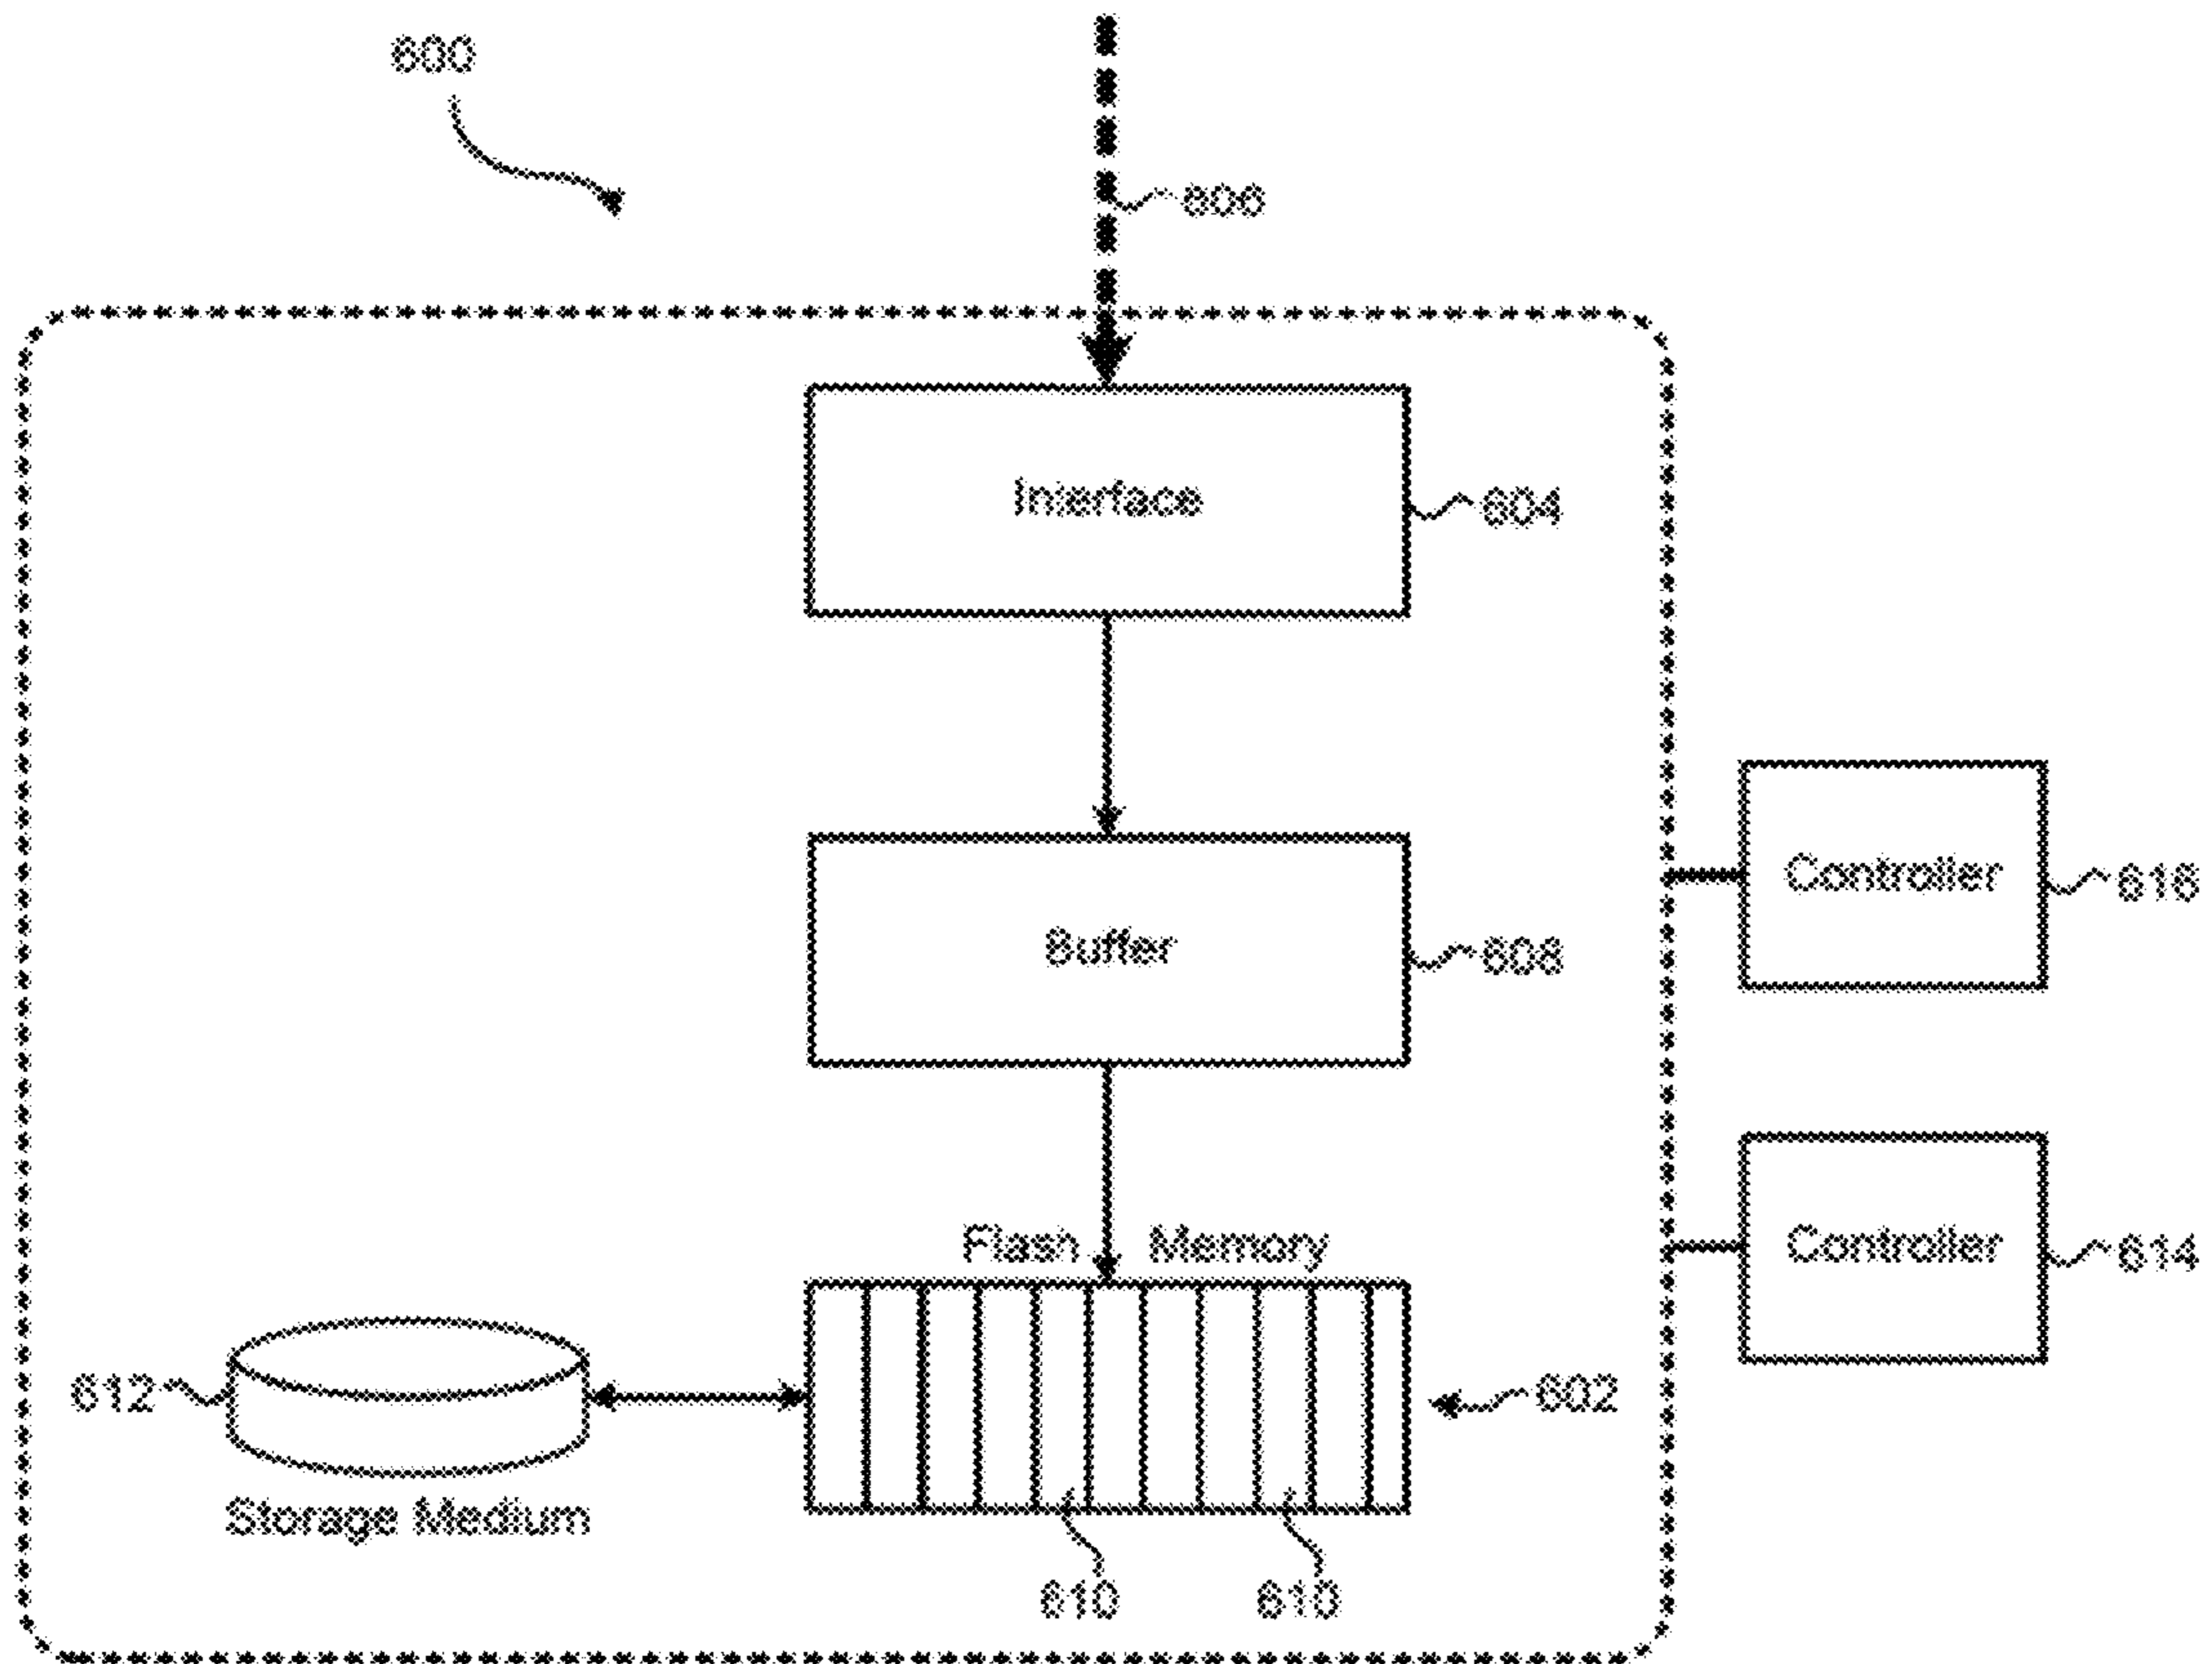 600
606
Interface
604
Controller
616
Buffer
608
Controller
614
Flash Memory
612
602
Storage Medium
610
610